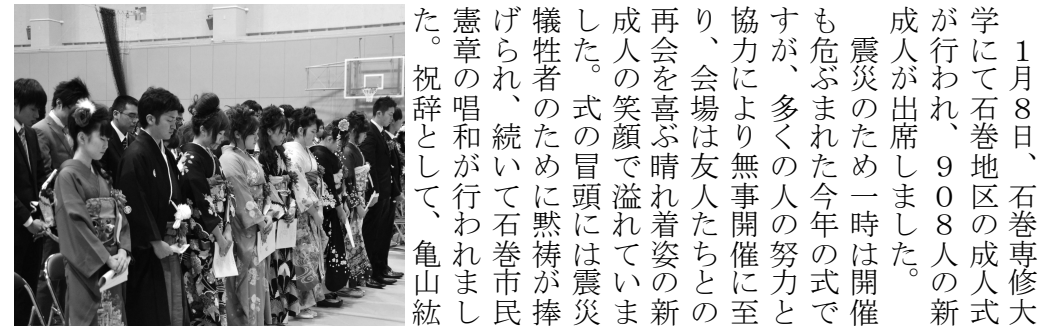 １月８日、石巻専修大
学にて石巻地区の成人式
が行われ、９０８人の新
成人が出席しました。
震災のため一時は開催
も危ぶまれた今年の式で
すが、多くの人の努力と
協力により無事開催に至
り、会場は友人たちとの
再会を喜ぶ晴れ着姿の新
成人の笑顔で溢れていま
した。式の冒頭には震災
犠牲者のために黙祷が捧
げられ、続いて石巻市民
憲章の唱和が行われまし
た。祝辞として、亀山紘